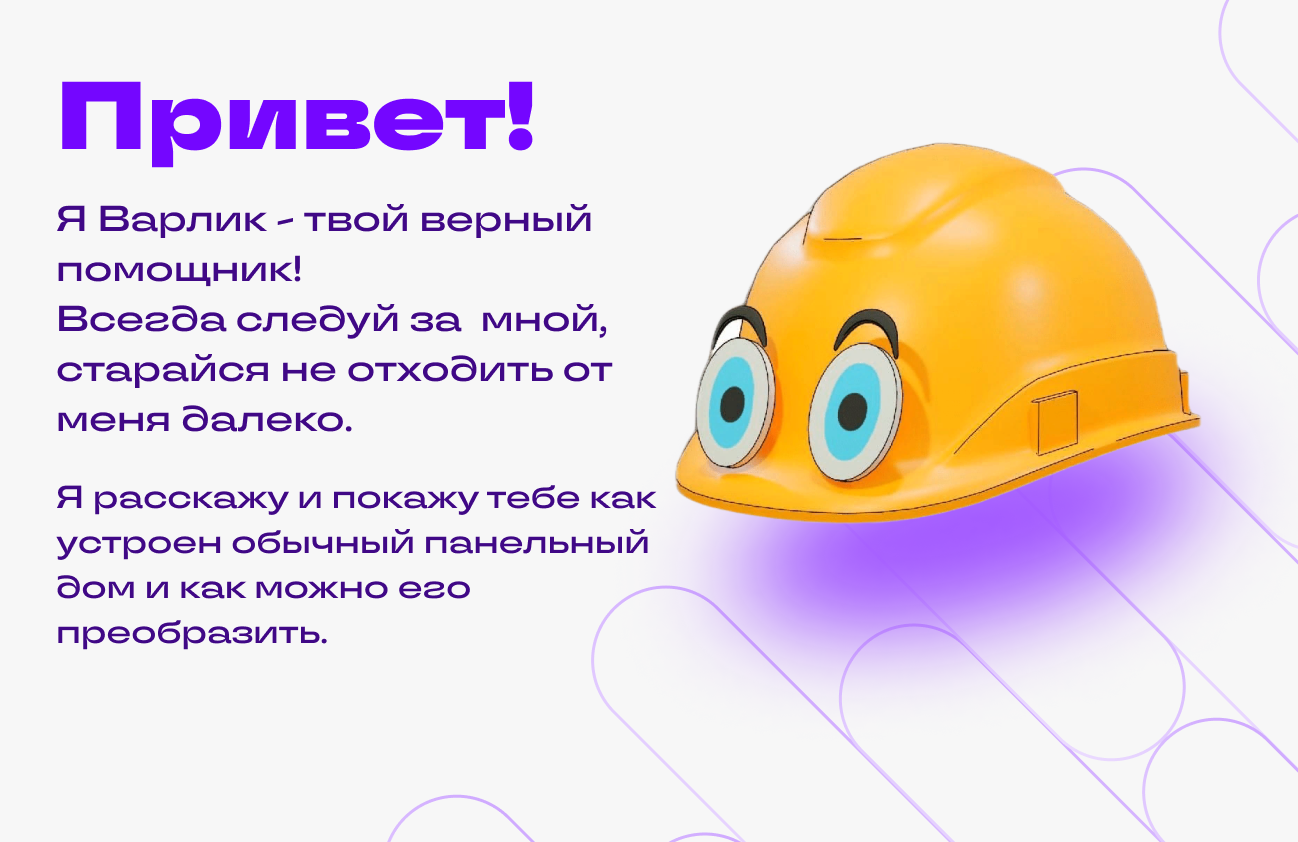 Привет!
Я Варлик - твой верный
помощник!
Всегда следуй за  мной,
старайся не отходить от
меня далеко.
Я расскажу и покажу тебе как
устроен обычный панельный
дом и как можно его
преобразить.